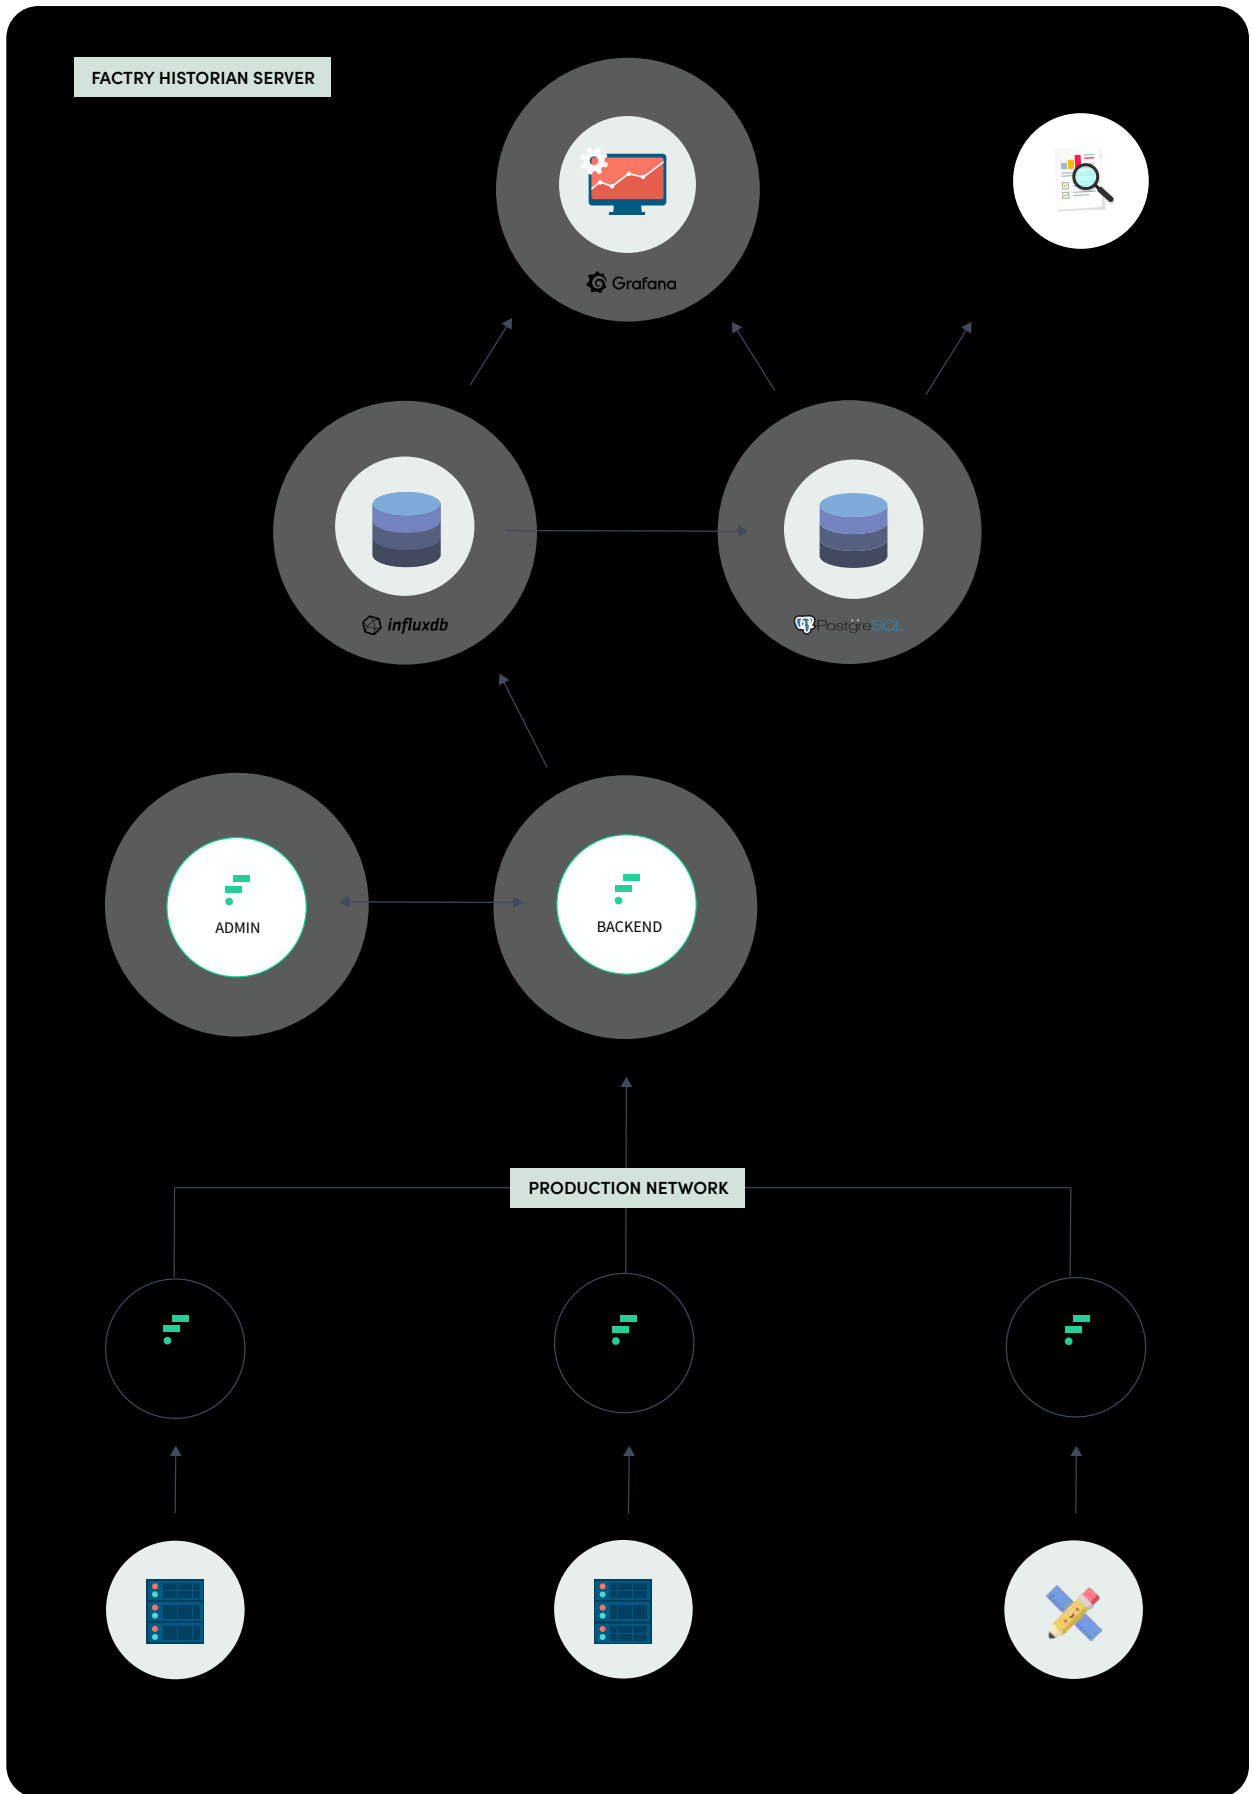 FACTRY HISTORIAN SERVER
Grafana
influxdb
PostgreSQL
ADMIN
BACKEND
PRODUCTION NETWORK